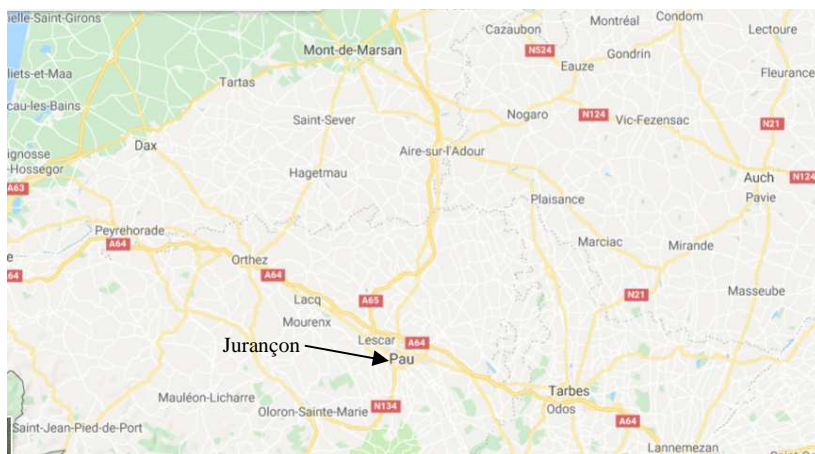 ielle-Saint-Girons
Cazaubon
Montréal
Condom
Lectoure
Mont-de-Marsan
N524
Gondrin
Eauze
Fleurance
liets-et-Maa
Tartas
cau-les-Bains
Saint-Sever
Nogaro
N124
Vic-Fezensac
N21
Dax
ignosse
-Hossegor
Aire-sur-l'Adour
Hagetmau
A63
Auch
N124
Pavie
Plaisance
Peyrehorade
A64
Marciac
Mirande
Orthez
A64
A64
Lacq
A65
N21
Masseube
Mourenx
Lescar
A64
Jurançon
Pau
Tarbes
Odos
Mauléon-Licharre
Oloron-Sainte-Marie
N134
A64
Saint-Jean-Pied-de-Port
Lannemezan